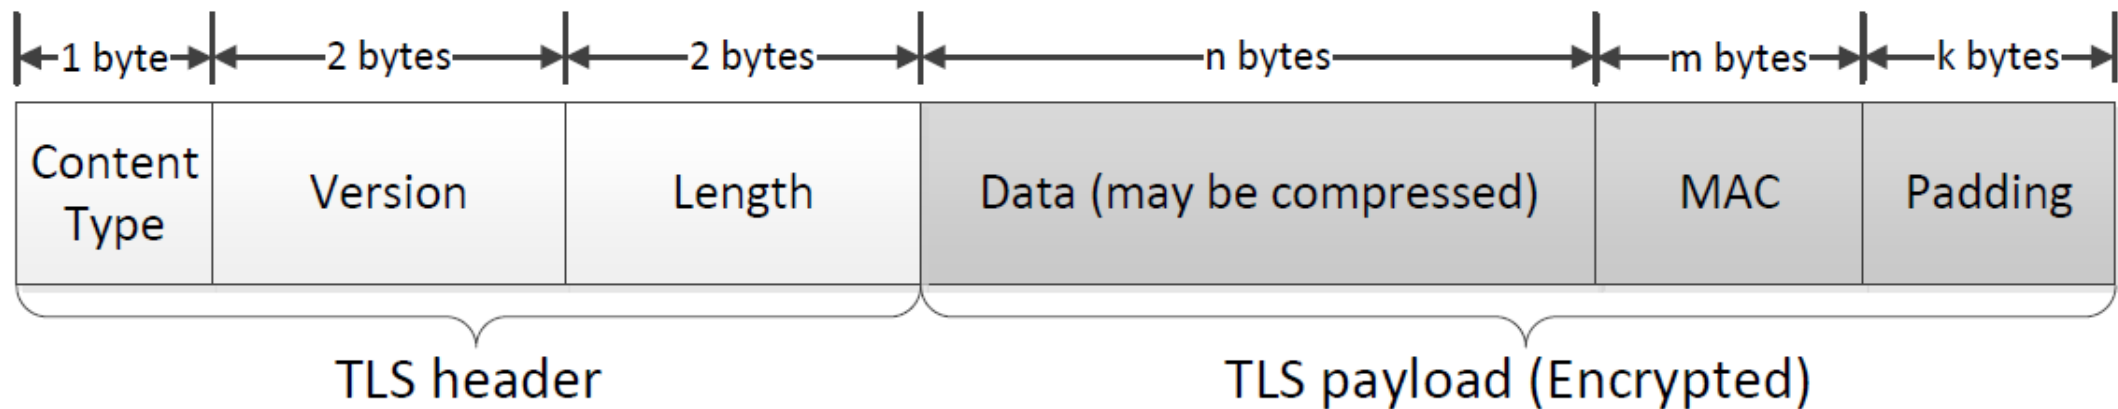 1 byte 2 bytes 2 bytes n bytes m bytes k bytes
Content
Type
Version
Length
Data (may be compressed)
MAC
Padding
TLS header
TLS payload (Encrypted)